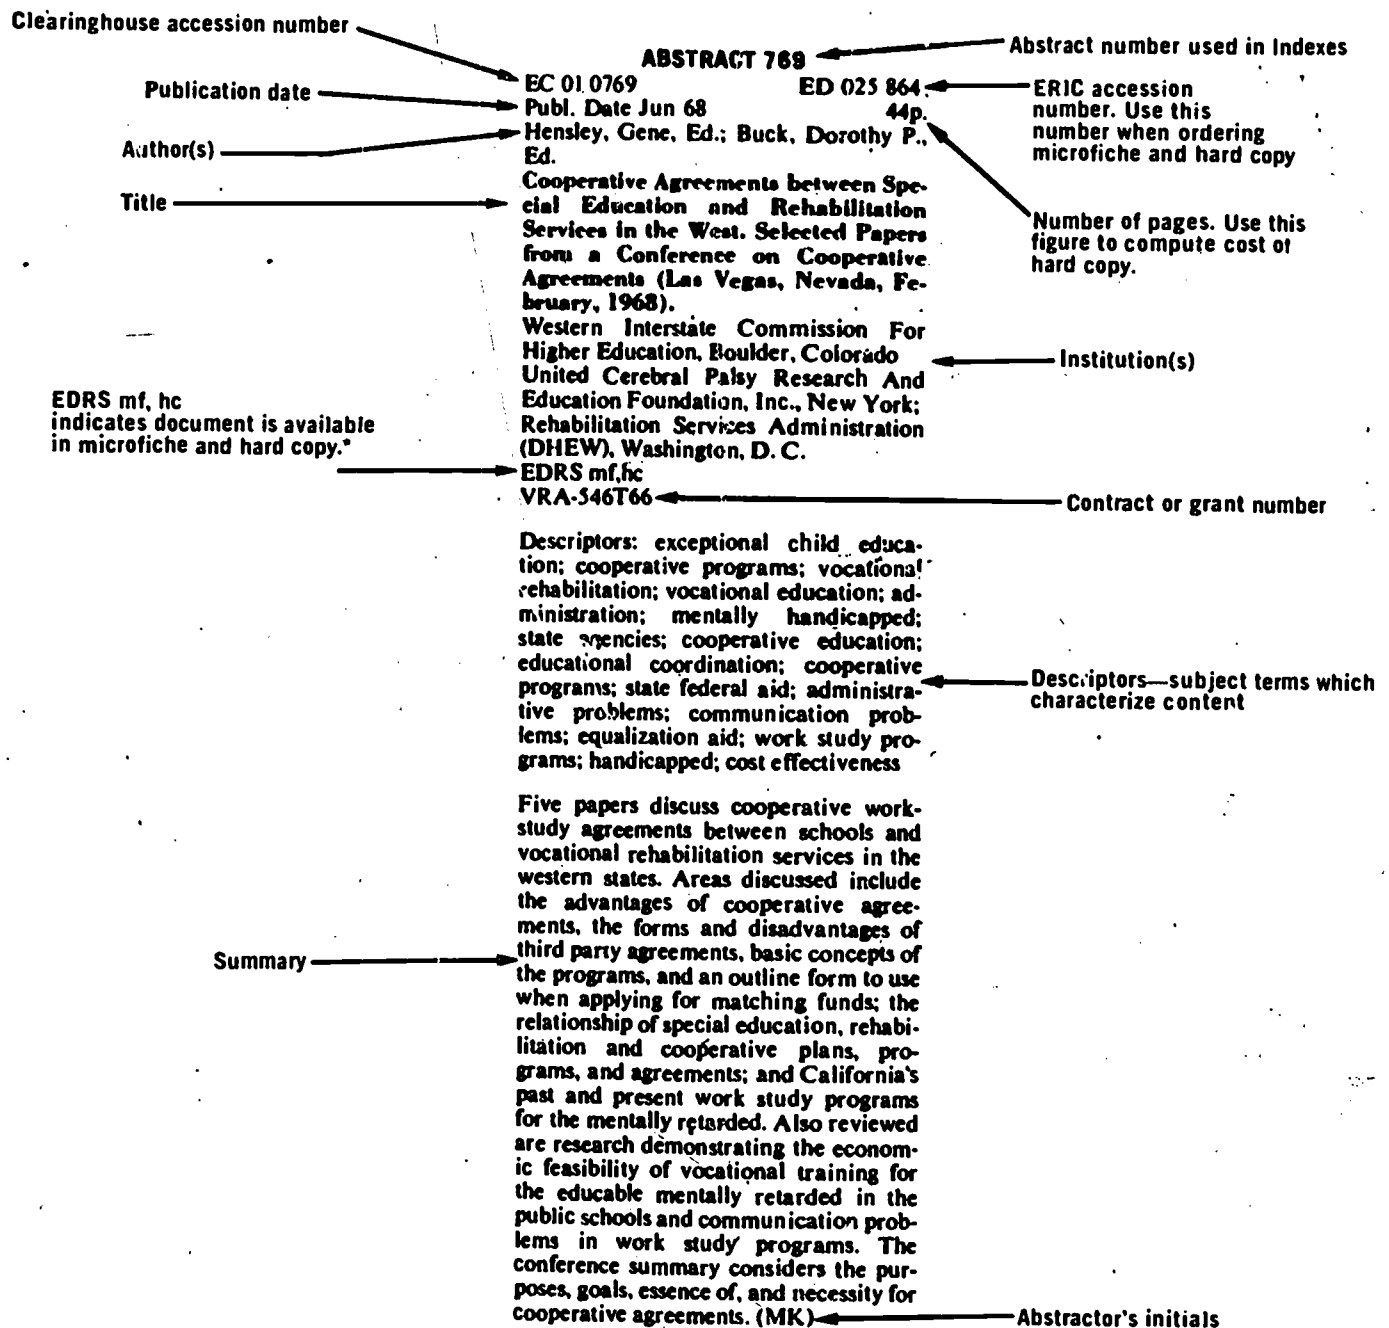 Clearinghouse accession number
ABSTRACT 769
Abstract number used in Indexes
EC 01 0769
ED 025 864
Publication date
Publ. Date Jun 68
44p.
ERIC accession
number. Use this
number when ordering
microfiche and hard copy
Author(s)
Hensley, Gene, Ed.; Buck, Dorothy P.,
Ed.
Title
Cooperative Agreements between Spe-
cial Education and Rehabilitation
Services in the West. Selected Papers
from a Conference on Cooperative
Agreements (Las Vegas, Nevada, Fe-
bruary, 1968).
Number of pages. Use this
figure to compute cost of
hard copy.
Western Interstate Commission For
Higher Education, Boulder, Colorado
United Cerebral Palsy Research And
Education Foundation, Inc., New York;
Rehabilitation Services Administration
(DHEW), Washington, D. C.
Institution(s)
EDRS mf, hc
indicates document is available
in microfiche and hard copy.*
EDRS mf,hc
VRA-546T66
Contract or grant number
Descriptors: exceptional child educa-
tion; cooperative programs; vocational
rehabilitation; vocational education; ad-
ministration; mentally handicapped;
state agencies; cooperative education;
educational coordination; cooperative
programs; state federal aid; administra-
tive problems; communication prob-
lems; equalization aid; work study pro-
grams; handicapped; cost effectiveness
Descriptors—subject terms which
characterize content
Summary
Five papers discuss cooperative work-
study agreements between schools and
vocational rehabilitation services in the
western states. Areas discussed include
the advantages of cooperative agree-
ments, the forms and disadvantages of
third party agreements, basic concepts of
the programs, and an outline form to use
when applying for matching funds; the
relationship of special education, rehabi-
litation and cooperative plans, pro-
grams, and agreements; and California's
past and present work study programs
for the mentally retarded. Also reviewed
are research demonstrating the econom-
ic feasibility of vocational training for
the educable mentally retarded in the
public schools and communication prob-
lems in work study programs. The
conference summary considers the pur-
poses, goals, essence of, and necessity for
cooperative agreements. (MK)
Abstractor's initials